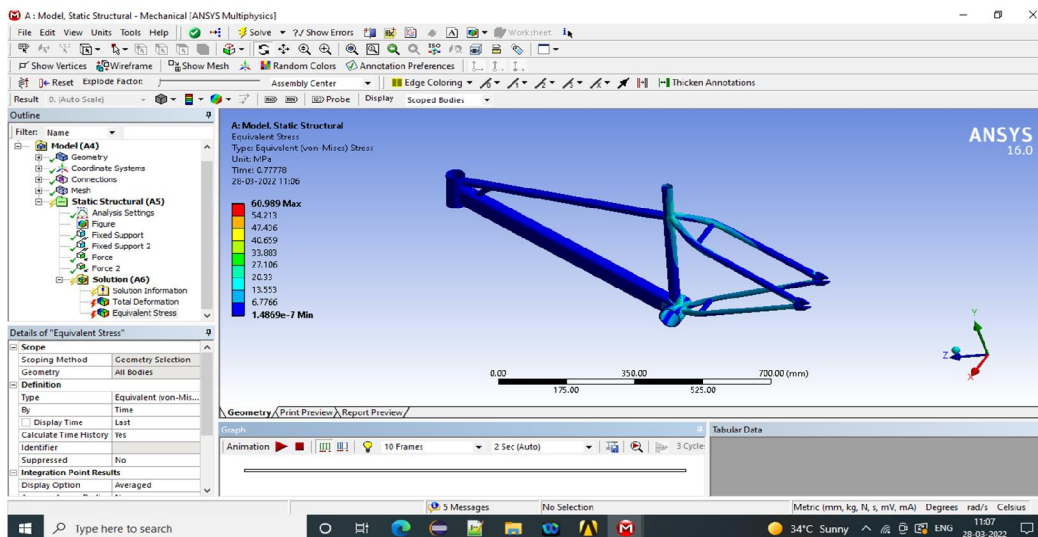 A : Model, Static Structural - Mechanical [ANSYS Multiphysics]
File Edit View Units Tools Help Solve ?/ Show Errors Worksheet
Show Vertices Wireframe Show Mesh Random Colors Annotation Preferences
Reset Explode Factor: Assembly Center Edge Coloring Thicken Annotations
Result 0. (Auto Scale) Probe Display Scoped Bodies
Outline
Filter: Name
Model (A4)
Geometry
Coordinate Systems
Connections
Mesh
Static Structural (A5)
Analysis Settings
Figure
Fixed Support
Fixed Support 2
Force
Force 2
Solution (A6)
Solution Information
Total Deformation
Equivalent Stress
Details of "Equivalent Stress"
Scope
Scoping Method Geometry Selection
Geometry All Bodies
Definition
Type Equivalent (von-Mis...
By Time
Display Time Last
Calculate Time History Yes
Identifier
Suppressed No
Integration Point Results
Display Option Averaged
A: Model, Static Structural
Equivalent Stress
Type: Equivalent (von-Mises) Stress
Unit: MPa
Time: 0.77778
28-03-2022 11:06
60.989 Max
54.213
47.436
40.659
33.883
27.106
20.33
13.553
6.7766
1.4869e-7 Min
ANSYS
16.0
0.00 350.00 700.00 (mm)
175.00 525.00
Y
Z
X
Geometry Print Preview Report Preview
Graph
Animation 10 Frames 2 Sec (Auto) 3 Cycle
Tabular Data
5 Messages No Selection Metric (mm, kg, N, s, mV, mA) Degrees rad/s Celsius
Type here to search 34°C Sunny ENG 11:07
28-03-2022